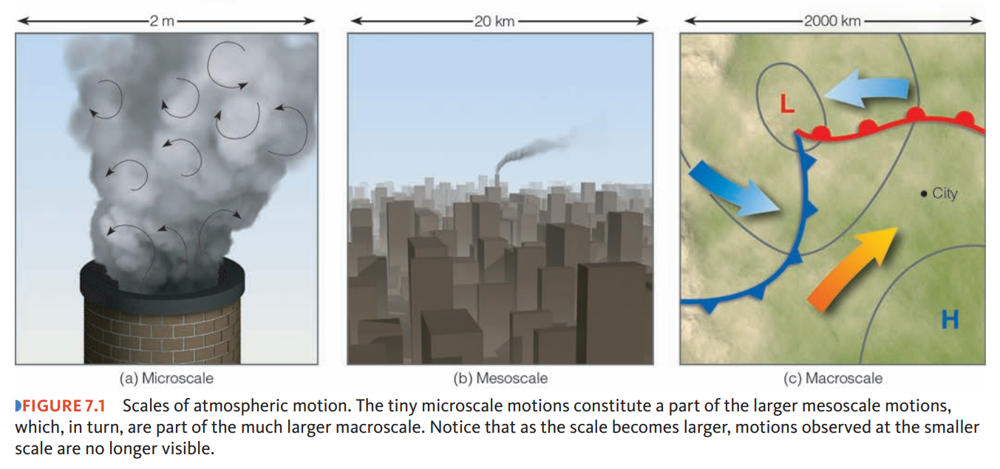 2 m
20 km
2000 km
L
City
H
(a) Microscale
(b) Mesoscale
(c) Macroscale
FIGURE 7.1 Scales of atmospheric motion. The tiny microscale motions constitute a part of the larger mesoscale motions,
which, in turn, are part of the much larger macroscale. Notice that as the scale becomes larger, motions observed at the smaller
scale are no longer visible.